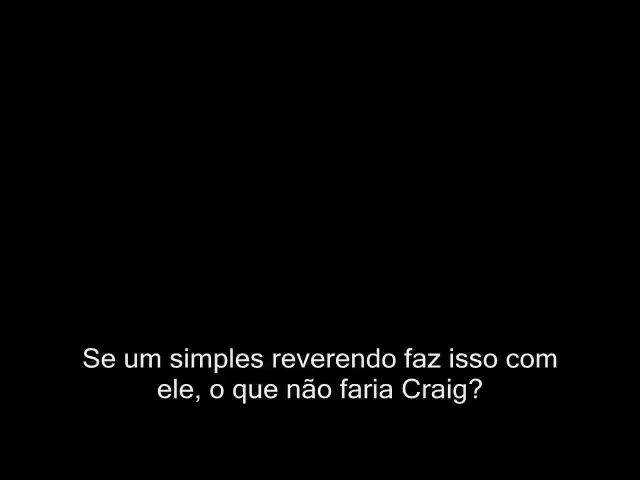 Se um simples reverendo faz isso com
ele, o que não faria Craig?